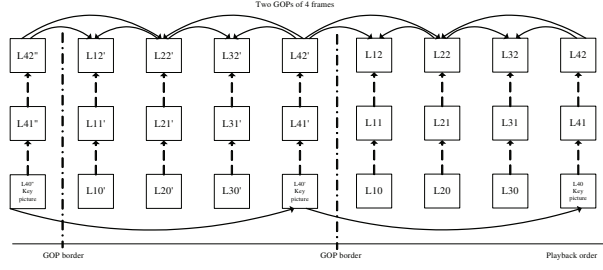 Two GOPs of 4 frames
L42" L12' L22' L32' L42' L12 L22 L32 L42
L41" L11' L21' L31' L41' L11 L21 L31 L41
L40" Key picture L10' L20' L30' L40' Key picture L10 L20 L30 L40 Key picture
GOP border GOP border Playback order